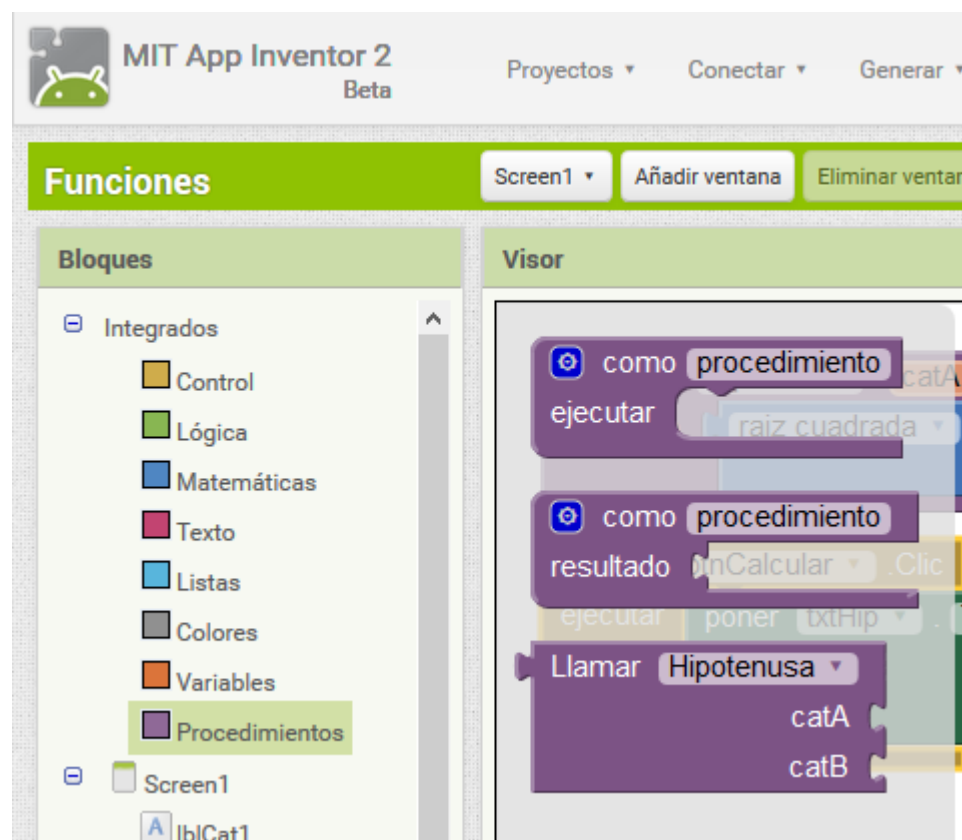 MIT App Inventor 2
Beta
Proyectos
Conectar
Generar
Funciones
Screen1
Añadir ventana
Eliminar
Bloques
Visor
Integrados
Control
Lógica
Matemáticas
Texto
Listas
Colores
Variables
Procedimientos
Screen1
lblCat1
como procedimiento
ejecutar
catA
raiz cuadrada
como procedimiento
resultado
.Clic
ejecutar poner txtHip .
Llamar Hipotenusa
catA
catB